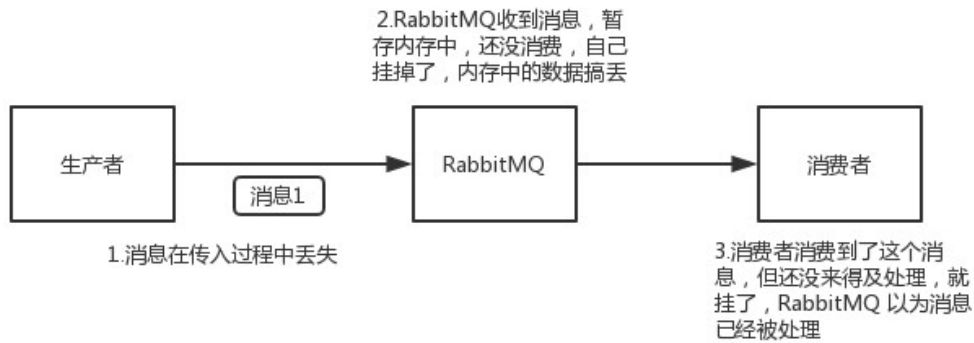 2.RabbitMQ收到消息，暂
存内存中，还没消费，自己
挂掉了，内存中的数据搞丢
生产者
RabbitMQ
消费者
消息1
1.消息在传入过程中丢失
3.消费者消费到了这个消
息，但还没来得及处理，就
挂了，RabbitMQ 以为消息
已经被处理